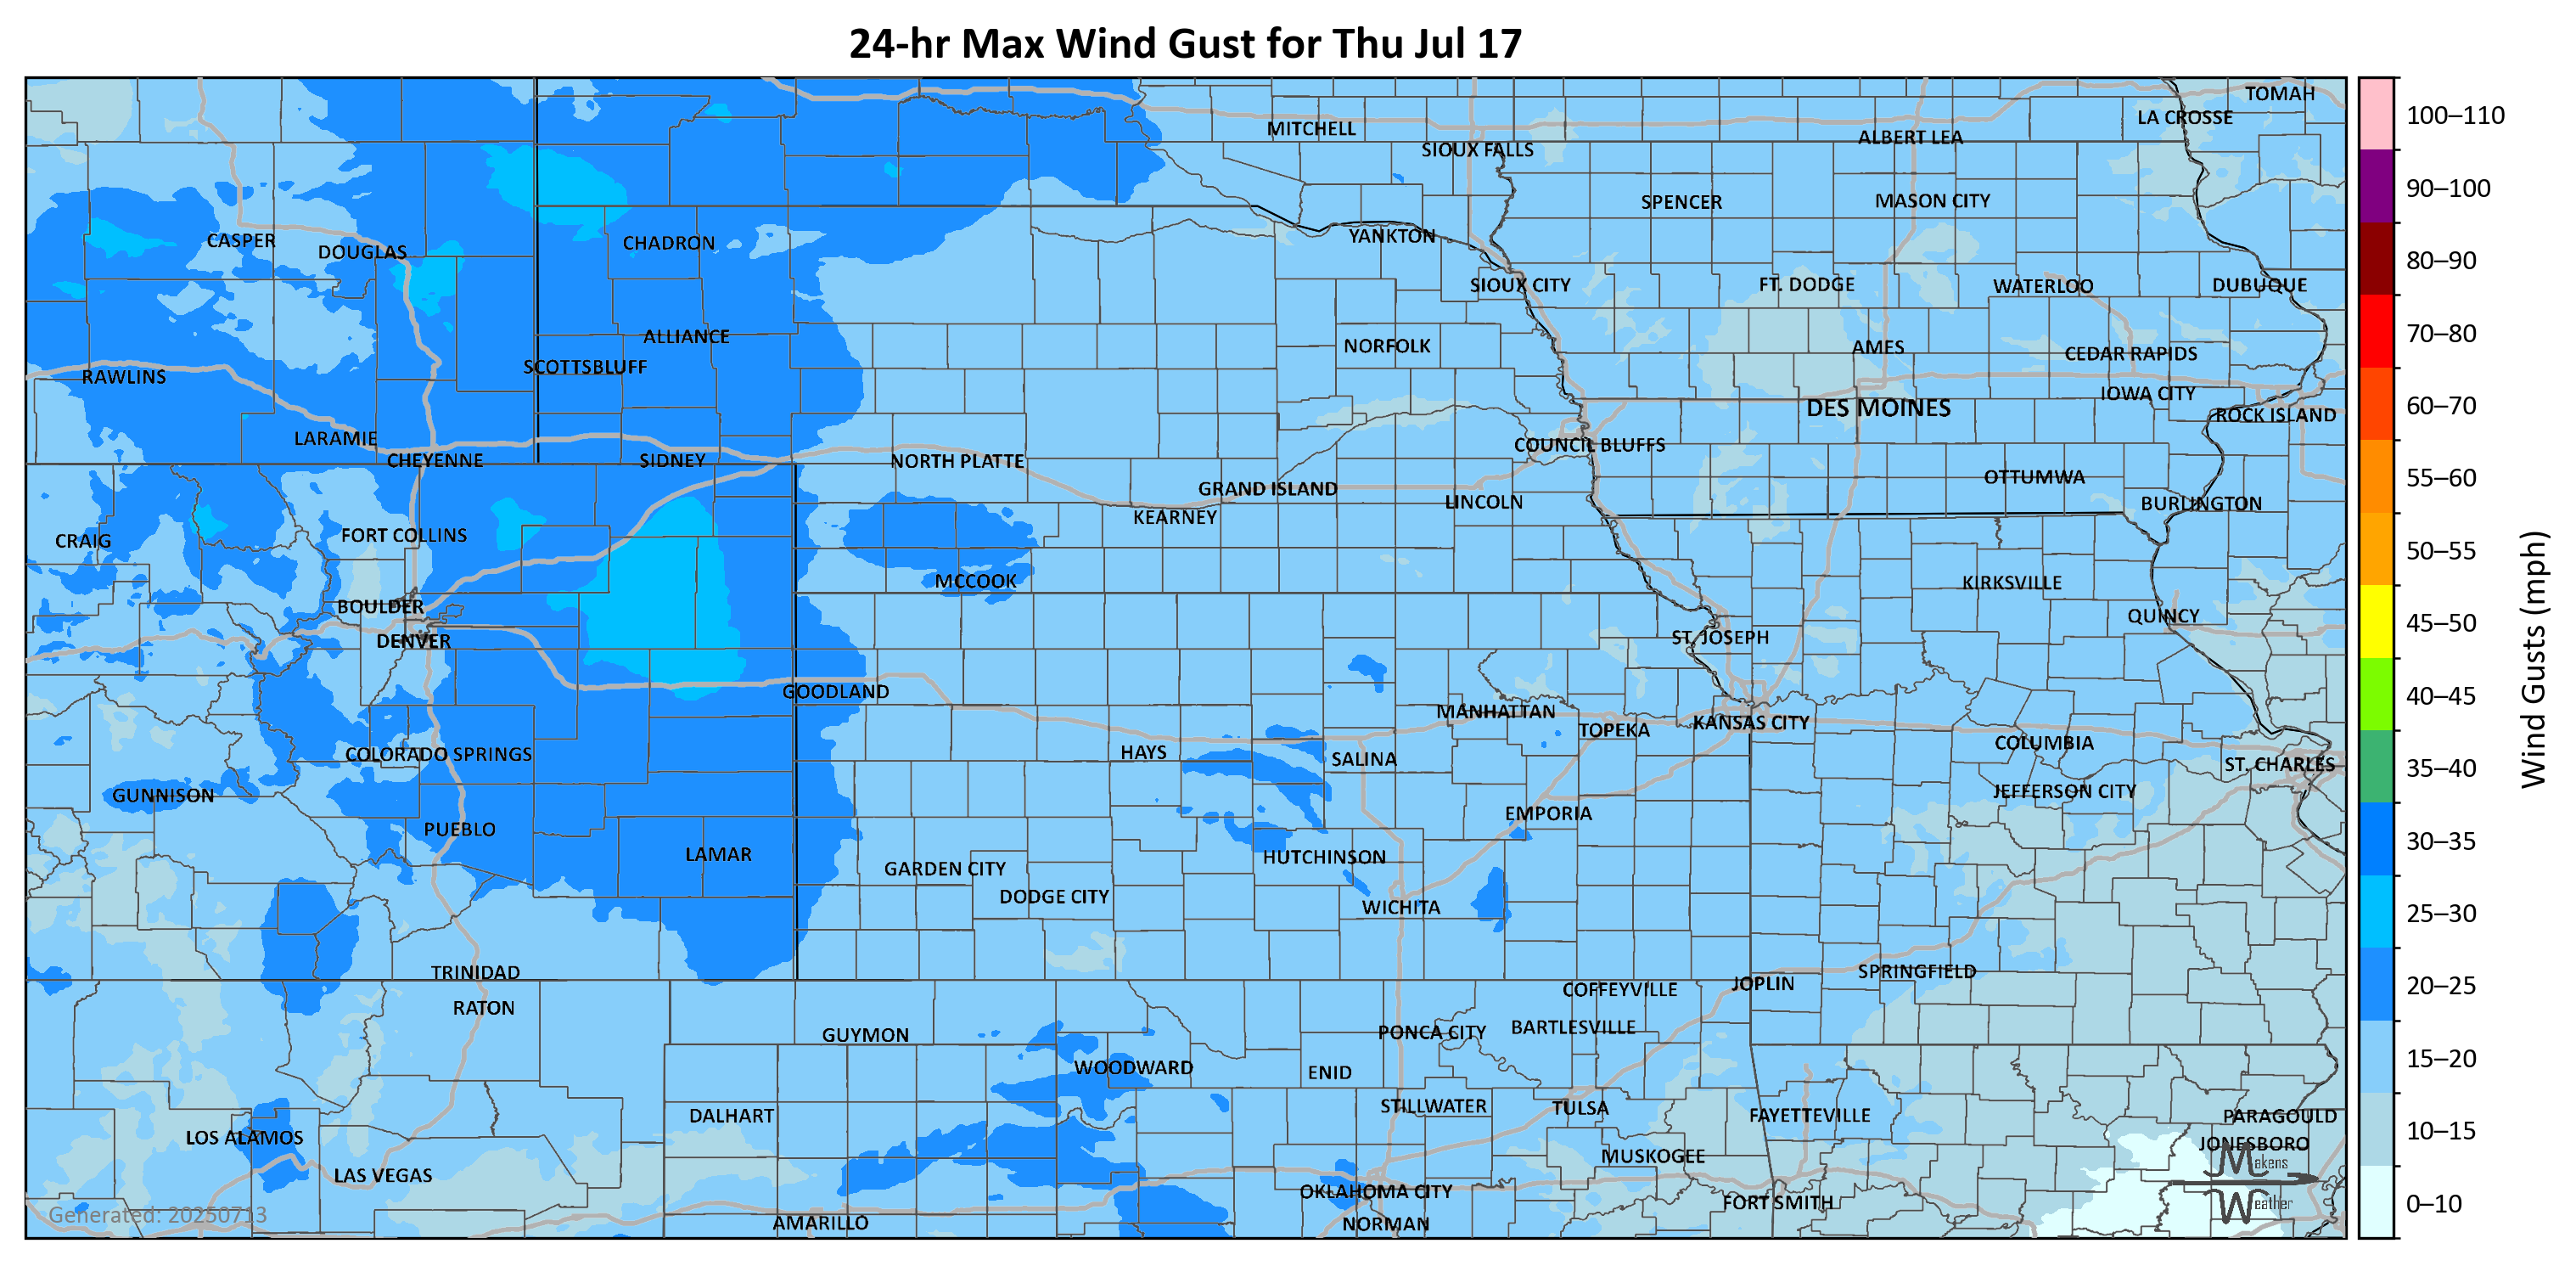 24-hr Max Wind Gust for Thu Jul 17
TOMAH
LA CROSSE
MITCHELL
ALBERT LEA
SIOUX FALLS
SPENCER
MASON CITY
CASPER
DOUGLAS
CHADRON
YANKTON
SIOUX CITY
FT. DODGE
WATERLOO
DUBUQUE
ALLIANCE
NORFOLK
AMES
CEDAR RAPIDS
SCOTTSBLUFF
RAWLINS
IOWA CITY
DES MOINES
ROCK ISLAND
LARAMIE
COUNCIL BLUFFS
CHEYENNE
SIDNEY
NORTH PLATTE
OTTUMWA
GRAND ISLAND
LINCOLN
BURLINGTON
KEARNEY
FORT COLLINS
CRAIG
MCCOOK
KIRKSVILLE
BOULDER
QUINCY
DENVER
ST. JOSEPH
GOODLAND
MANHATTAN
TOPEKA
KANSAS CITY
COLUMBIA
COLORADO SPRINGS
HAYS
SALINA
ST. CHARLES
GUNNISON
JEFFERSON CITY
EMPORIA
PUEBLO
LAMAR
HUTCHINSON
GARDEN CITY
DODGE CITY
WICHITA
TRINIDAD
SPRINGFIELD
JOPLIN
COFFEYVILLE
RATON
GUYMON
PONCA CITY
BARTLESVILLE
WOODWARD
ENID
STILLWATER
TULSA
DALHART
FAYETTEVILLE
PARAGOULD
LOS ALAMOS
JONESBORO
MUSKOGEE
LAS VEGAS
OKLAHOMA CITY
FORT SMITH
AMARILLO
NORMAN
Generated: 20250713
Makens
Weather
100–110
90–100
80–90
70–80
60–70
55–60
50–55
45–50
40–45
35–40
30–35
25–30
20–25
15–20
10–15
0–10
Wind Gusts (mph)